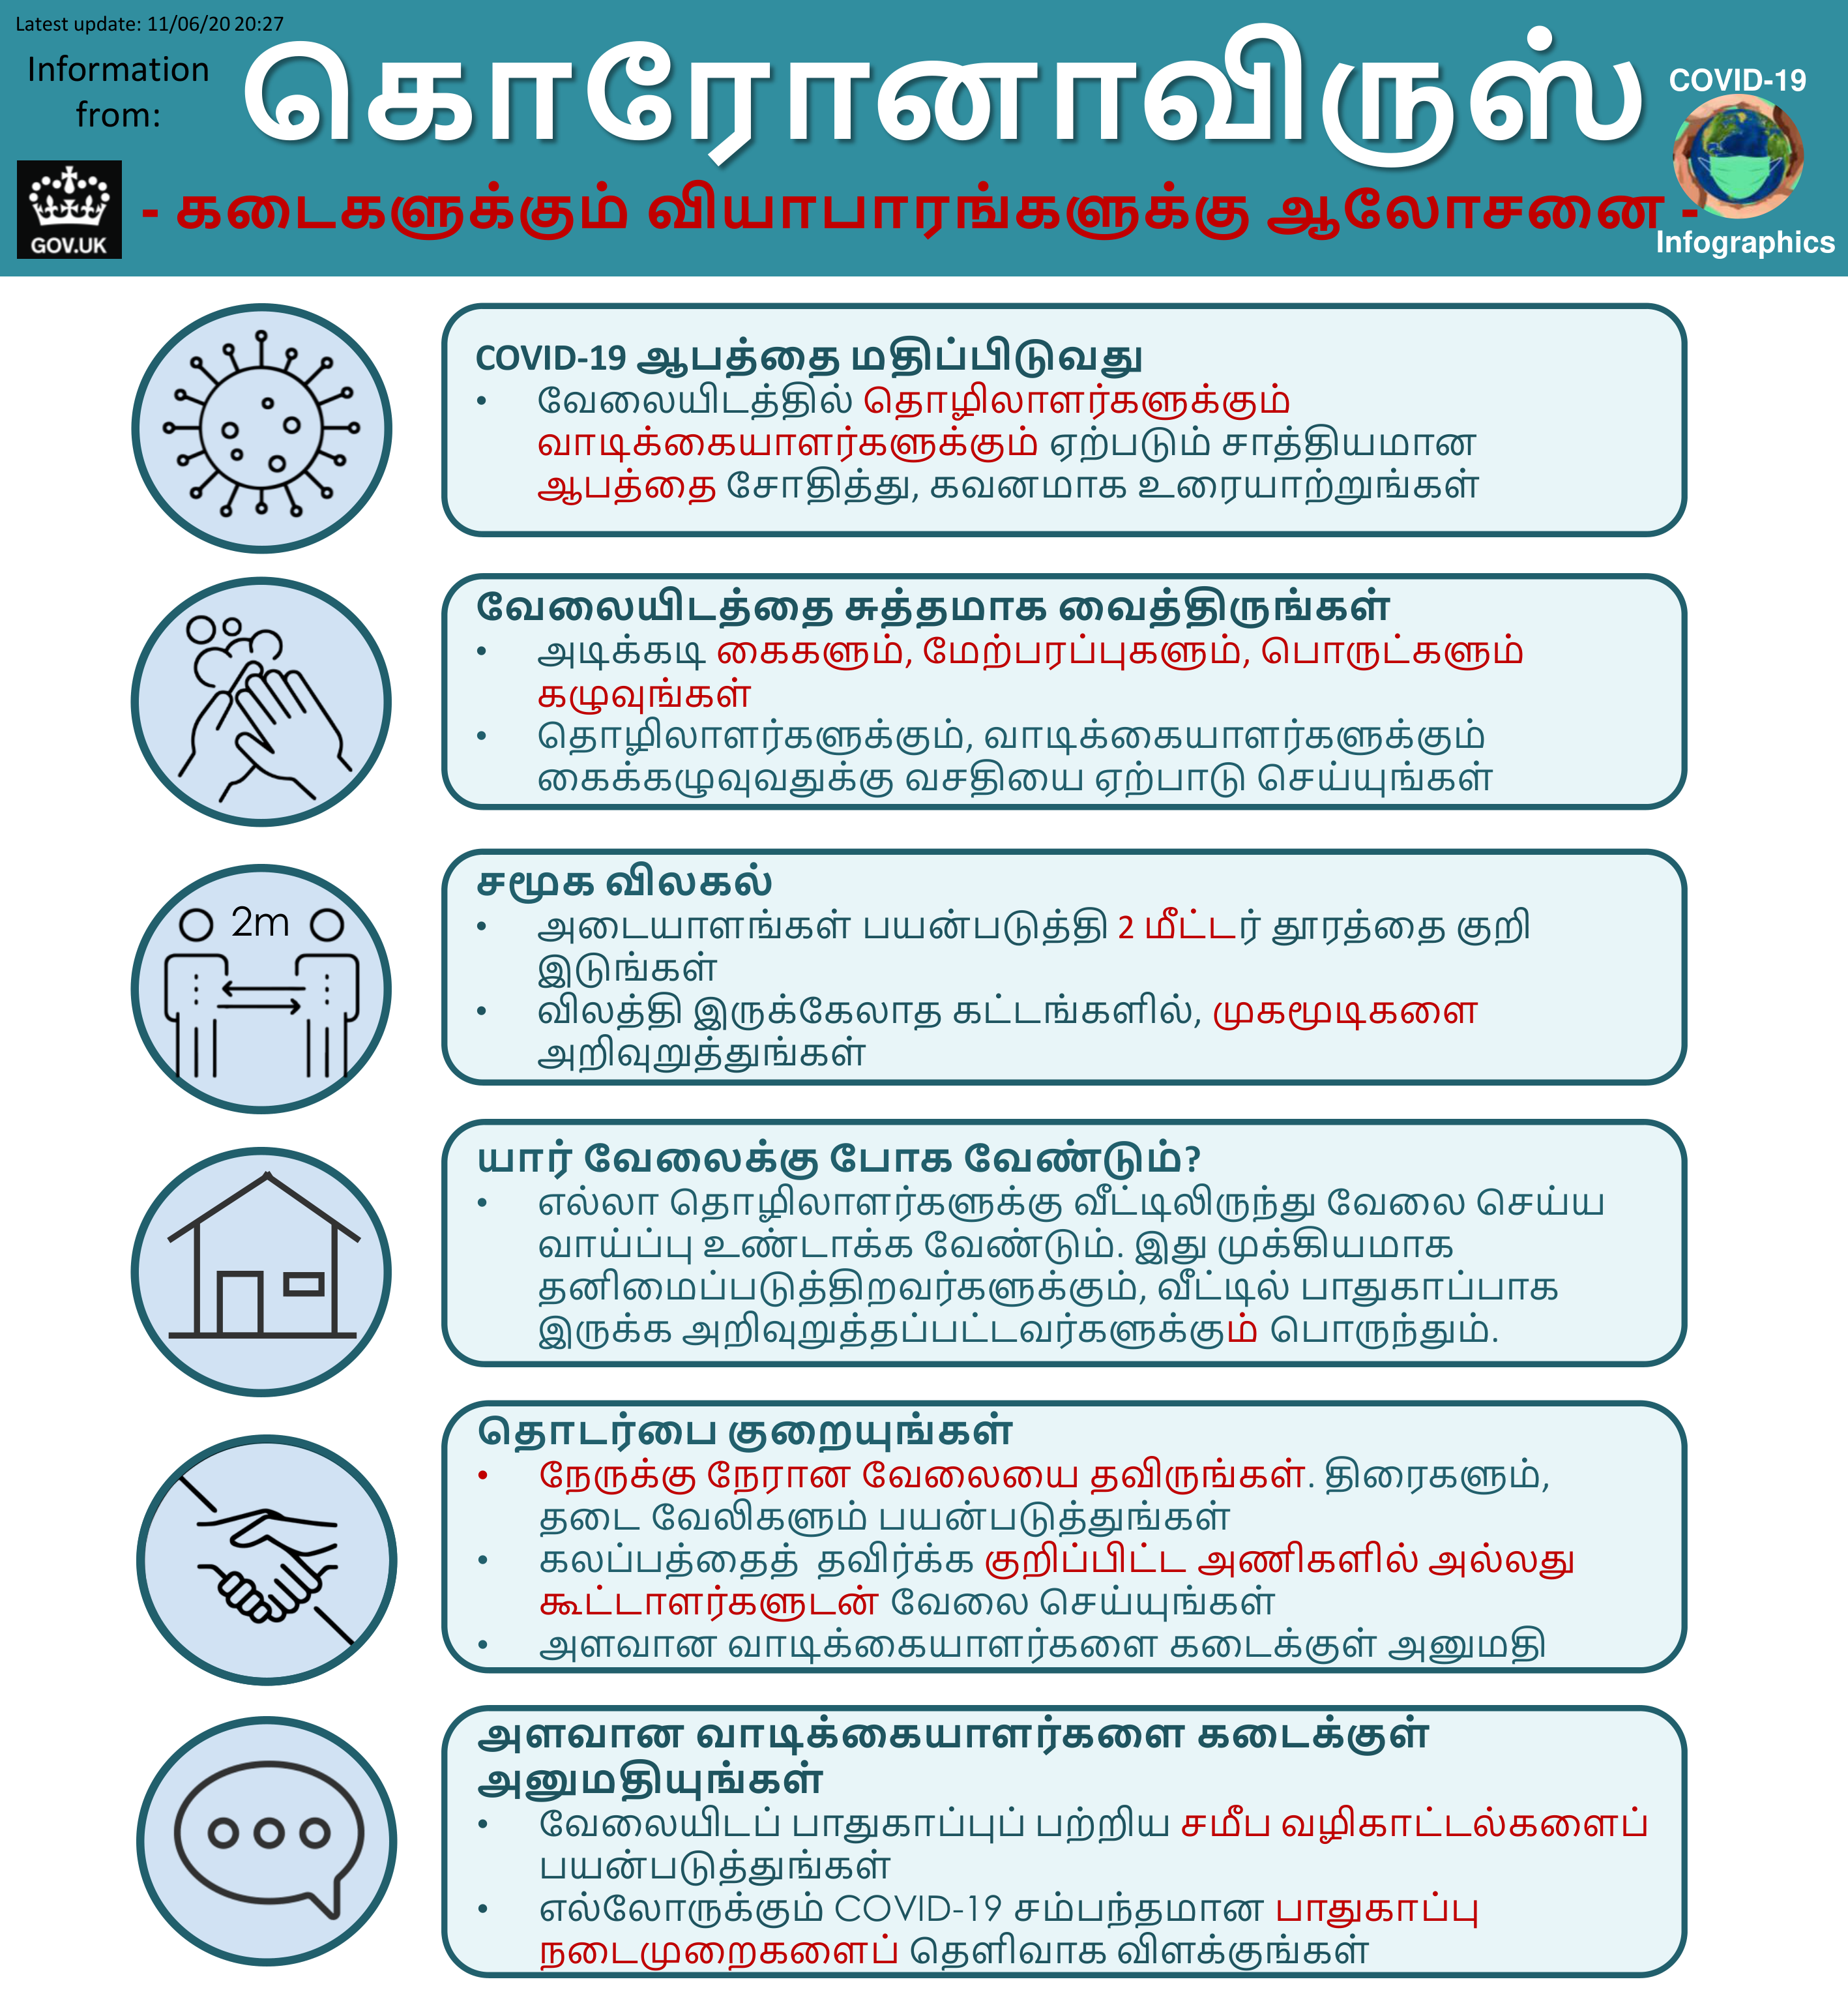 Latest update: 11/06/20 20:27
Information
from:
GOV.UK
கொரோனாவிருஸ்
- கடைகளுக்கும் வியாபாரங்களுக்கு ஆலோசனை -
COVID-19
Infographics
COVID-19 ஆபத்தை மதிப்பிடுவது
• வேலையிடத்தில் தொழிலாளர்களுக்கும்
வாடிக்கையாளர்களுக்கும் ஏற்படும் சாத்தியமான
ஆபத்தை சோதித்து, கவனமாக உரையாற்றுங்கள்
வேலையிடத்தை சுத்தமாக வைத்திருங்கள்
• அடிக்கடி கைகளும், மேற்பரப்புகளும், பொருட்களும்
கழுவுங்கள்
• தொழிலாளர்களுக்கும், வாடிக்கையாளர்களுக்கும்
கைக்கழுவுவதுக்கு வசதியை ஏற்பாடு செய்யுங்கள்
2m
சமூக விலகல்
• அடையாளங்கள் பயன்படுத்தி 2 மீட்டர் தூரத்தை குறி
இடுங்கள்
• விலத்தி இருக்கேலாத கட்டங்களில், முகமூடிகளை
அறிவுறுத்துங்கள்
யார் வேலைக்கு போக வேண்டும்?
• எல்லா தொழிலாளர்களுக்கு வீட்டிலிருந்து வேலை செய்ய
வாய்ப்பு உண்டாக்க வேண்டும். இது முக்கியமாக
தனிமைப்படுத்திறவர்களுக்கும், வீட்டில் பாதுகாப்பாக
இருக்க அறிவுறுத்தப்பட்டவர்களுக்கும் பொருந்தும்.
தொடர்பை குறையுங்கள்
• நேருக்கு நேரான வேலையை தவிருங்கள். திரைகளும்,
தடை வேலிகளும் பயன்படுத்துங்கள்
• கலப்பத்தைத் தவிர்க்க குறிப்பிட்ட அணிகளில் அல்லது
கூட்டாளர்களுடன் வேலை செய்யுங்கள்
• அளவான வாடிக்கையாளர்களை கடைக்குள் அனுமதி
அளவான வாடிக்கையாளர்களை கடைக்குள்
அனுமதியுங்கள்
• வேலையிடப் பாதுகாப்புப் பற்றிய சமீப வழிகாட்டல்களைப்
பயன்படுத்துங்கள்
• எல்லோருக்கும் COVID-19 சம்பந்தமான பாதுகாப்பு
நடைமுறைகளைப் தெளிவாக விளக்குங்கள்